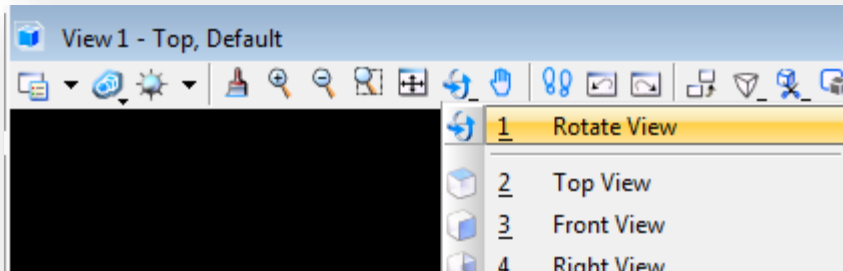 View 1 - Top, Default
1 Rotate View
2 Top View
3 Front View
4 Right View